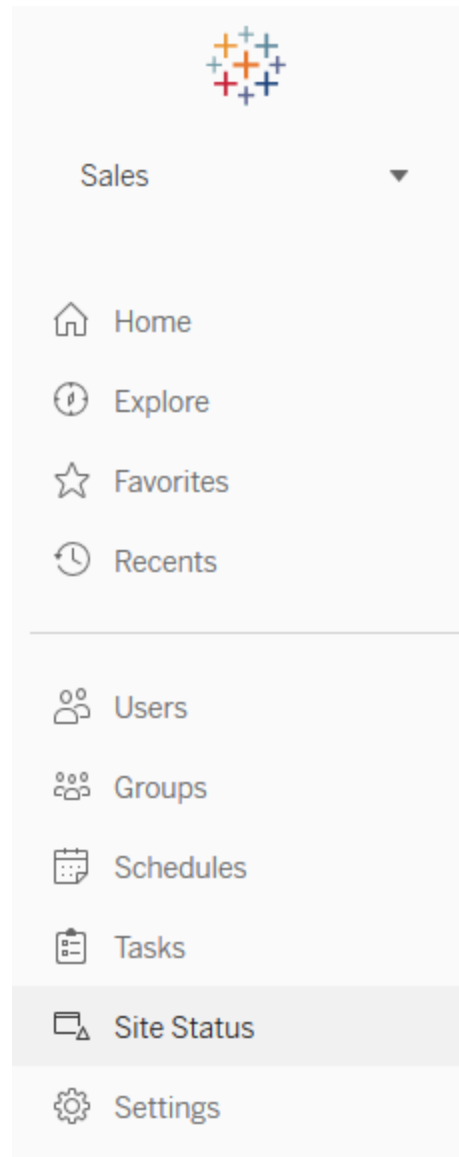 Sales
Home
Explore
Favorites
Recents
Users
Groups
Schedules
Tasks
Site Status
Settings